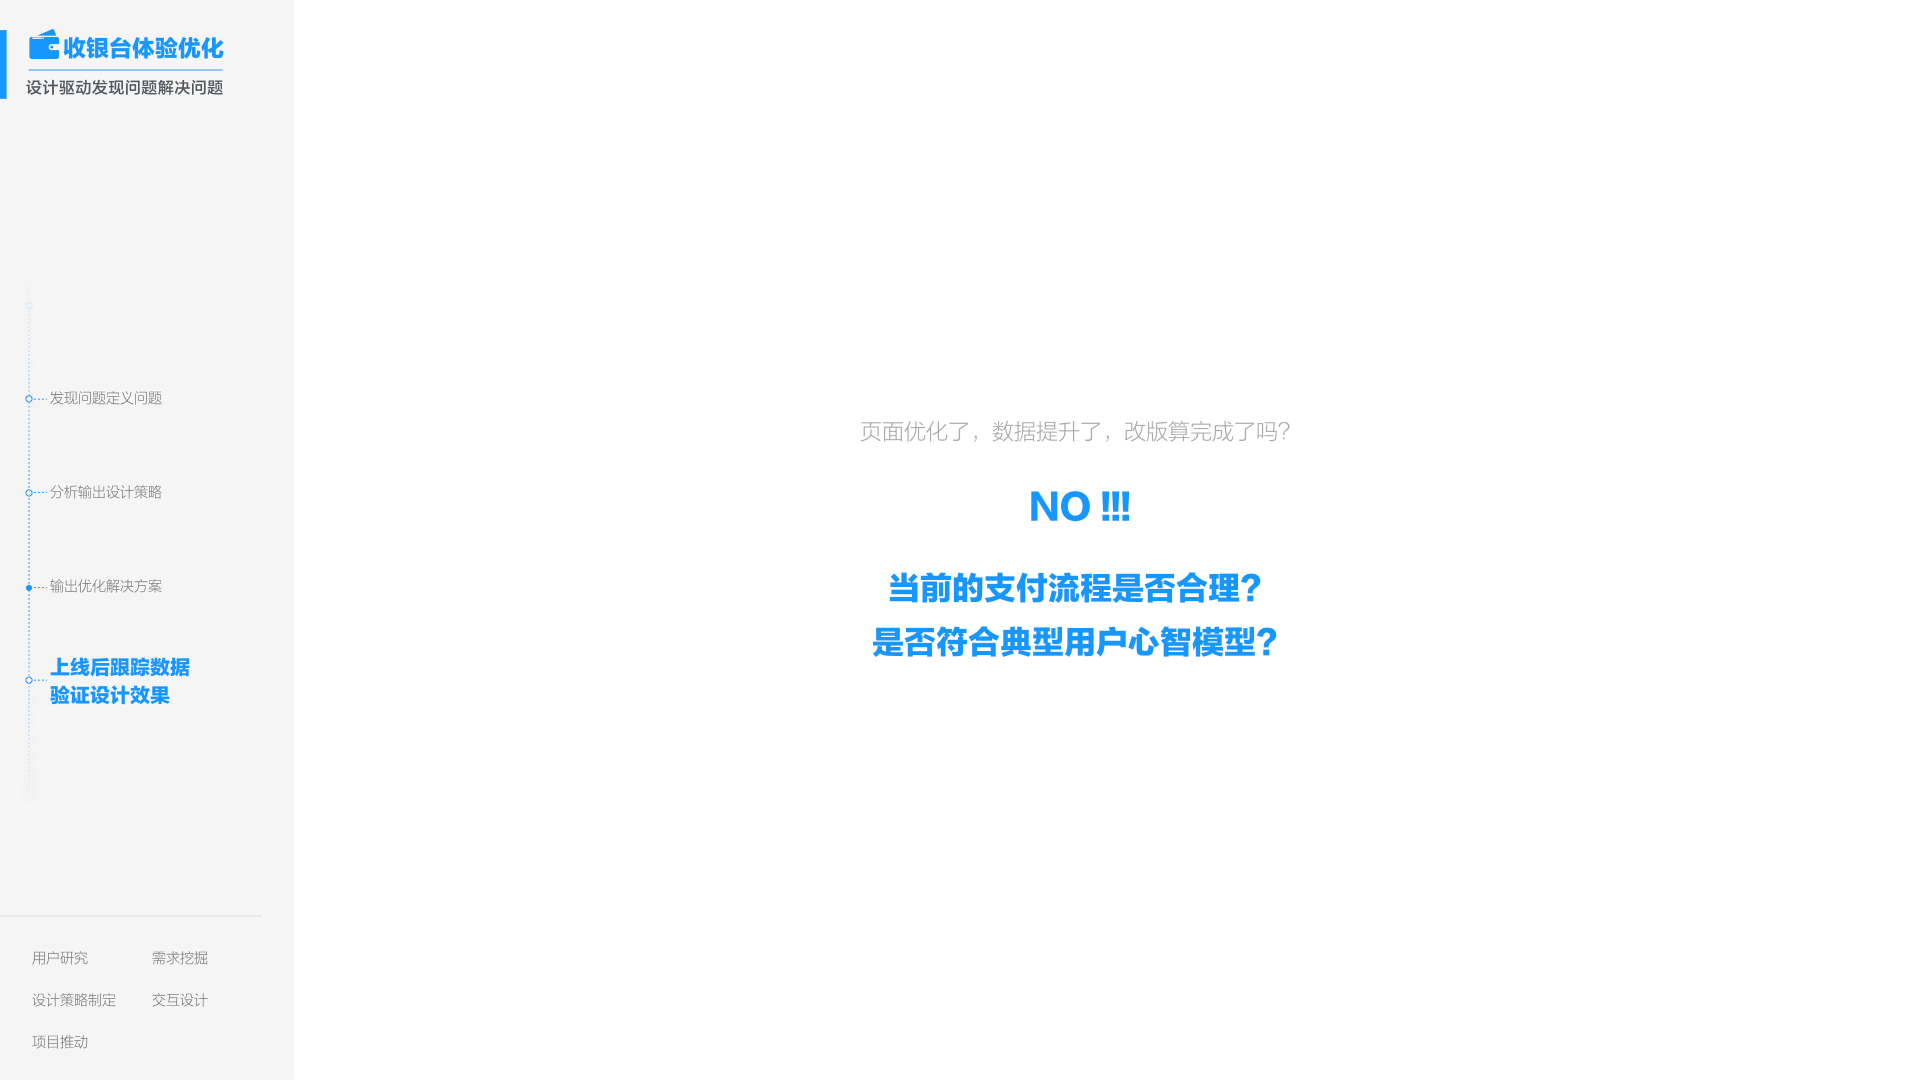 收银台体验优化
设计驱动发现问题解决问题
发现问题定义问题
分析输出设计策略
输出优化解决方案
上线后跟踪数据
验证设计效果
用户研究
需求挖掘
设计策略制定
交互设计
项目推动
页面优化了，数据提升了，改版算完成了吗？
NO !!!
当前的支付流程是否合理？
是否符合典型用户心智模型？